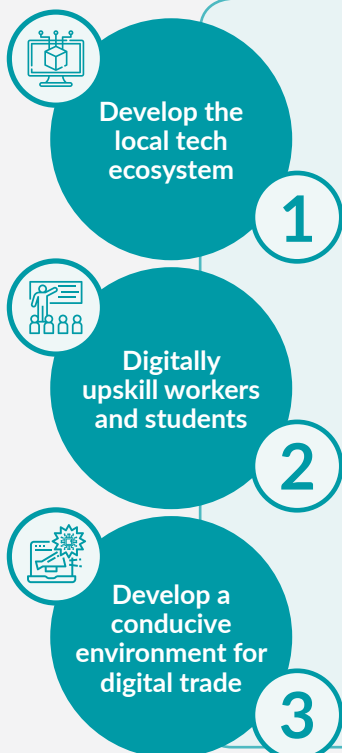 Develop the
local tech
ecosystem
1
Digitally
upskill workers
and students
2
Develop a
conducive
environment for
digital trade
3